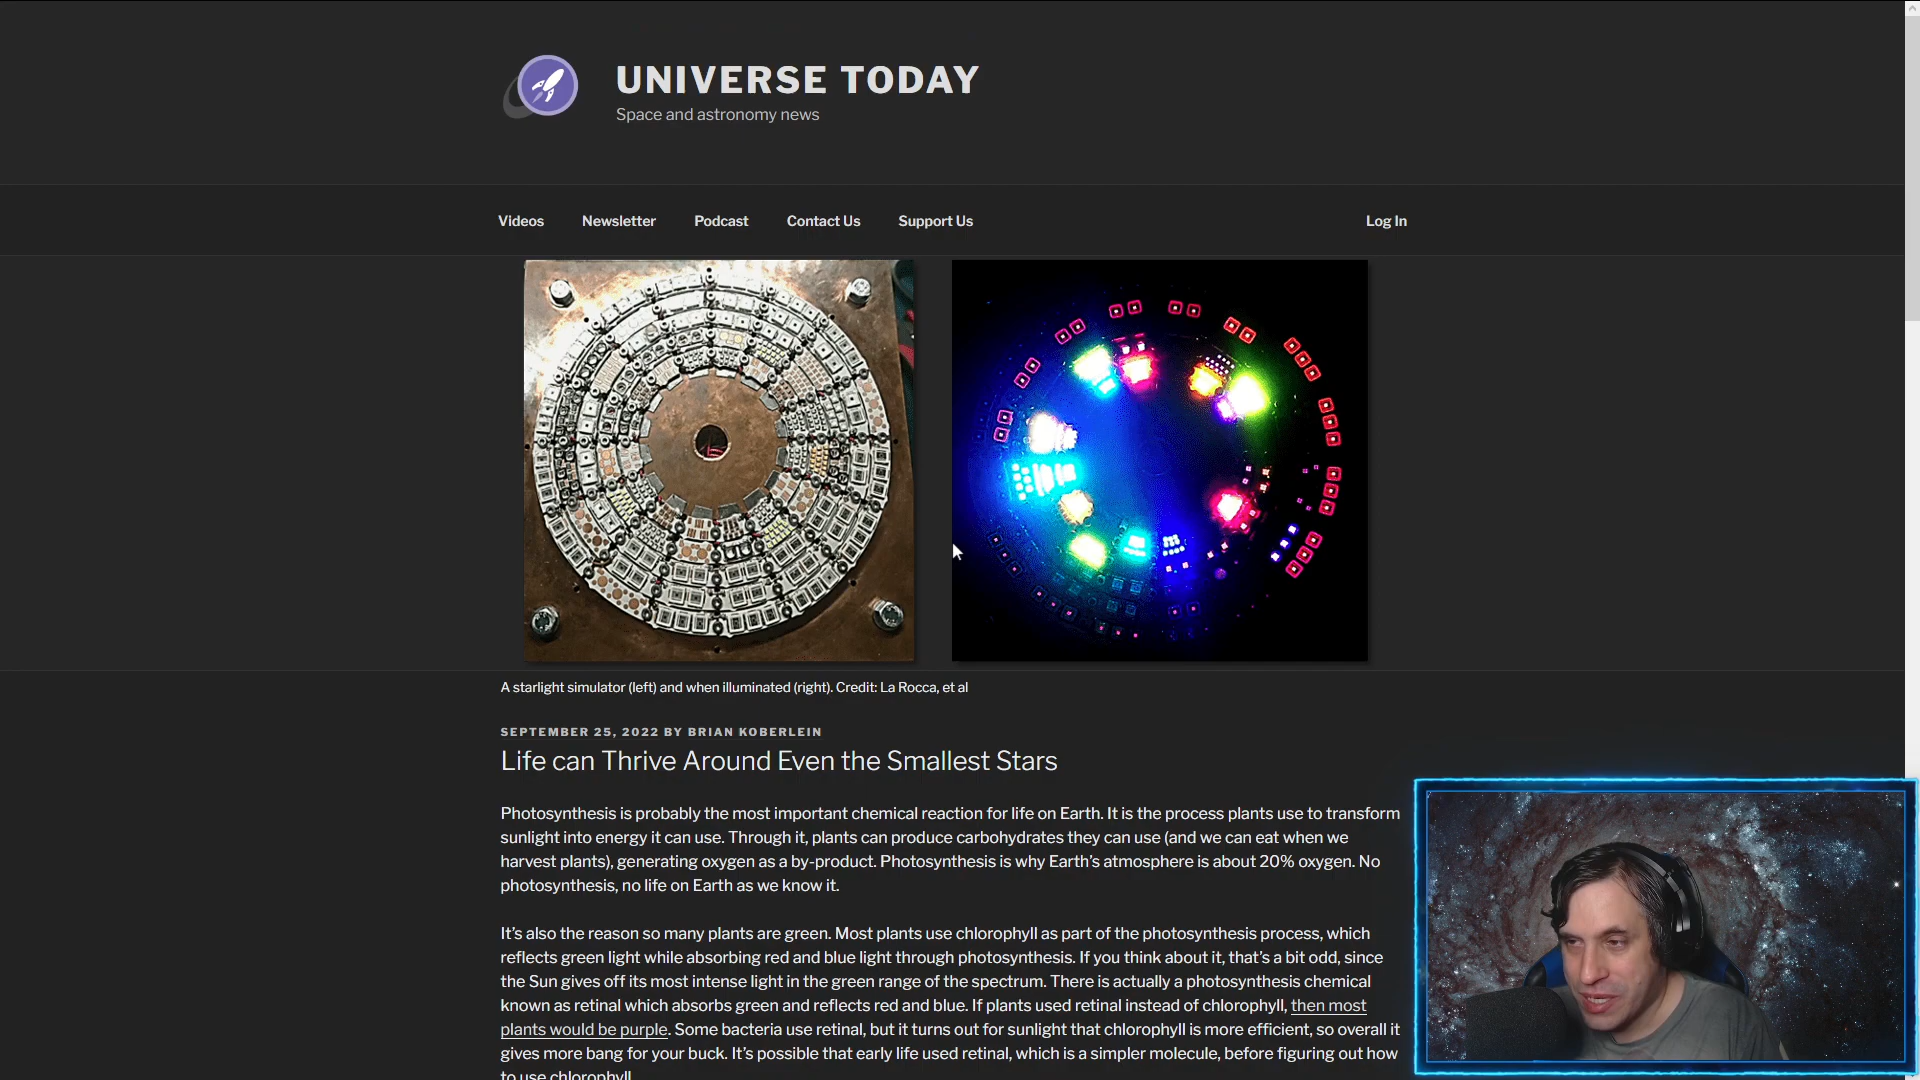 UNIVERSE TODAY
Space and astronomy news
Videos Newsletter Podcast Contact Us Support Us Log In
A starlight simulator (left) and when illuminated (right). Credit: La Rocca, et al
SEPTEMBER 25, 2022 BY BRIAN KOBERLEIN
Life can Thrive Around Even the Smallest Stars
Photosynthesis is probably the most important chemical reaction for life on Earth. It is the process plants use to transform
sunlight into energy it can use. Through it, plants can produce carbohydrates they can use (and we can eat when we
harvest plants), generating oxygen as a by-product. Photosynthesis is why Earth’s atmosphere is about 20% oxygen. No
photosynthesis, no life on Earth as we know it.
It’s also the reason so many plants are green. Most plants use chlorophyll as part of the photosynthesis process, which
reflects green light while absorbing red and blue light through photosynthesis. If you think about it, that’s a bit odd, since
the Sun gives off its most intense light in the green range of the spectrum. There is actually a photosynthesis chemical
known as retinal which absorbs green and reflects red and blue. If plants used retinal instead of chlorophyll, then most
plants would be purple. Some bacteria use retinal, but it turns out for sunlight that chlorophyll is more efficient, so overall it
gives more bang for your buck. It’s possible that early life used retinal, which is a simpler molecule, before figuring out how
to use chlorophyll